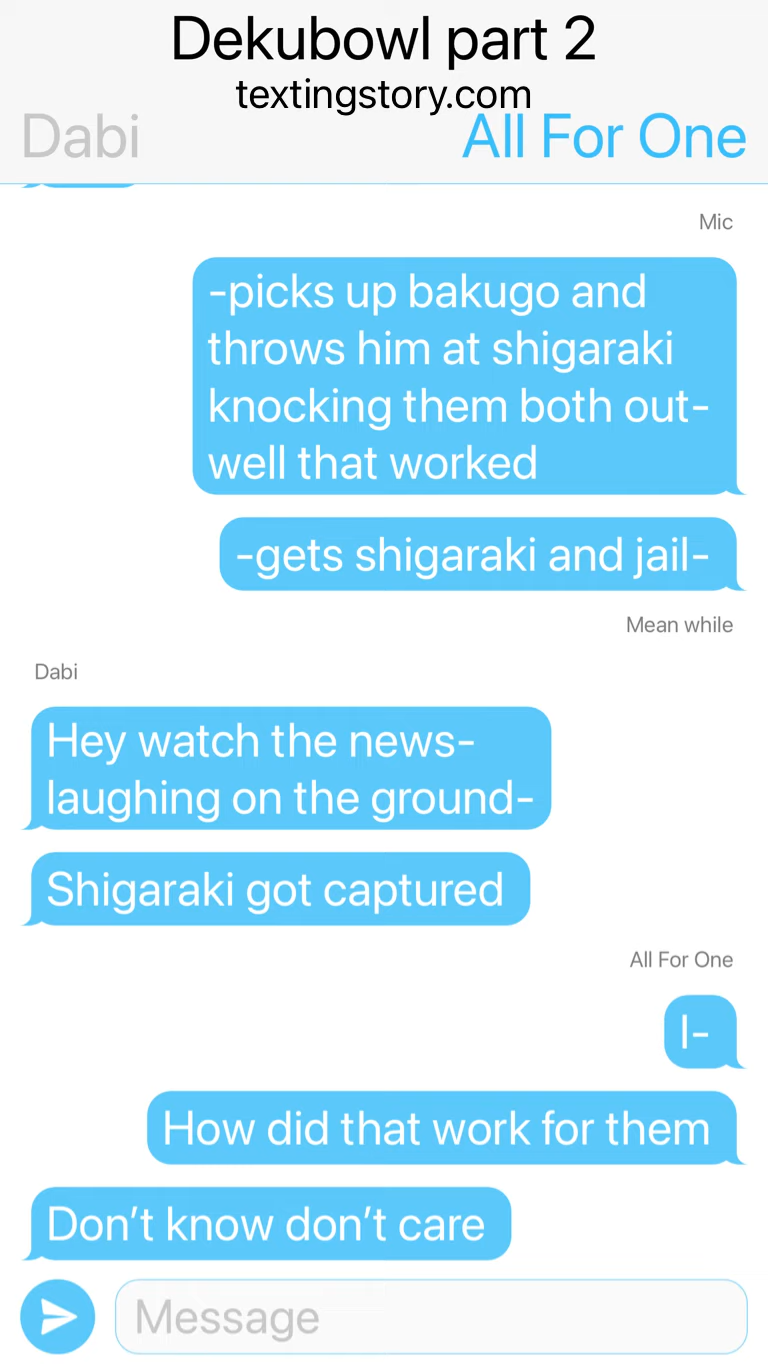 Dekubowl part 2
textingstory.com
Dabi
All For One
Mic
-picks up bakugo and
throws him at shigaraki
knocking them both out-
well that worked
-gets shigaraki and jail-
Mean while
Dabi
Hey watch the news-
laughing on the ground-
Shigaraki got captured
All For One
I-
How did that work for them
Don’t know don’t care
Message